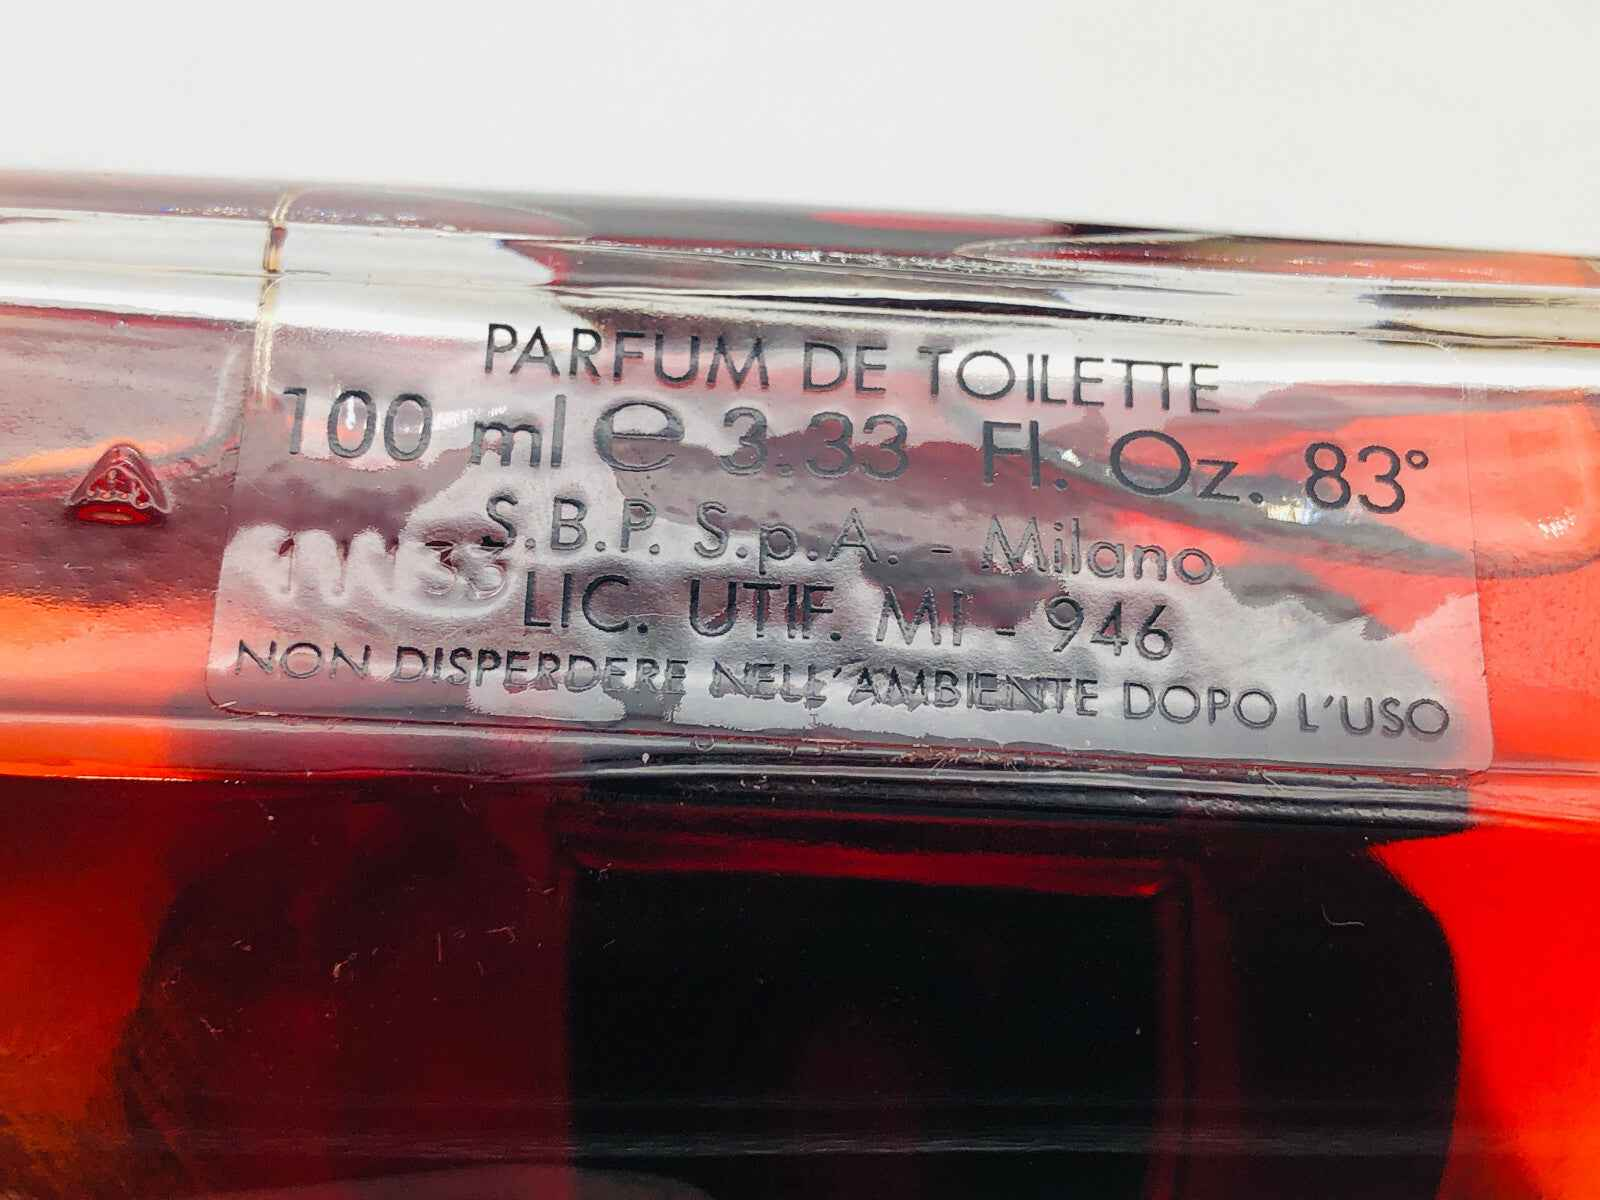 PARFUM DE TOILETTE
100 ml ℮ 3.33 Fl. Oz. 83°
S.B.P. S.p.A. - Milano
LIC. UTIF. MI - 946
NON DISPERDERE NELL'AMBIENTE DOPO L'USO